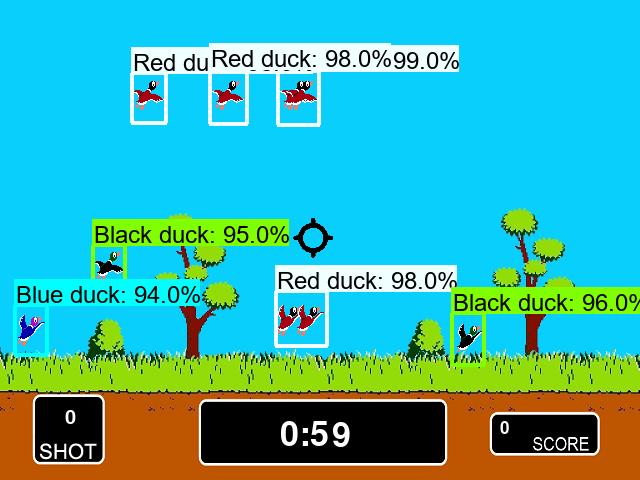 Red du
Red duck: 98.0%
99.0%
Black duck: 95.0%
Red duck: 98.0%
Blue duck: 94.0%
Black duck: 96.0%
0
SHOT
0:59
0
SCORE